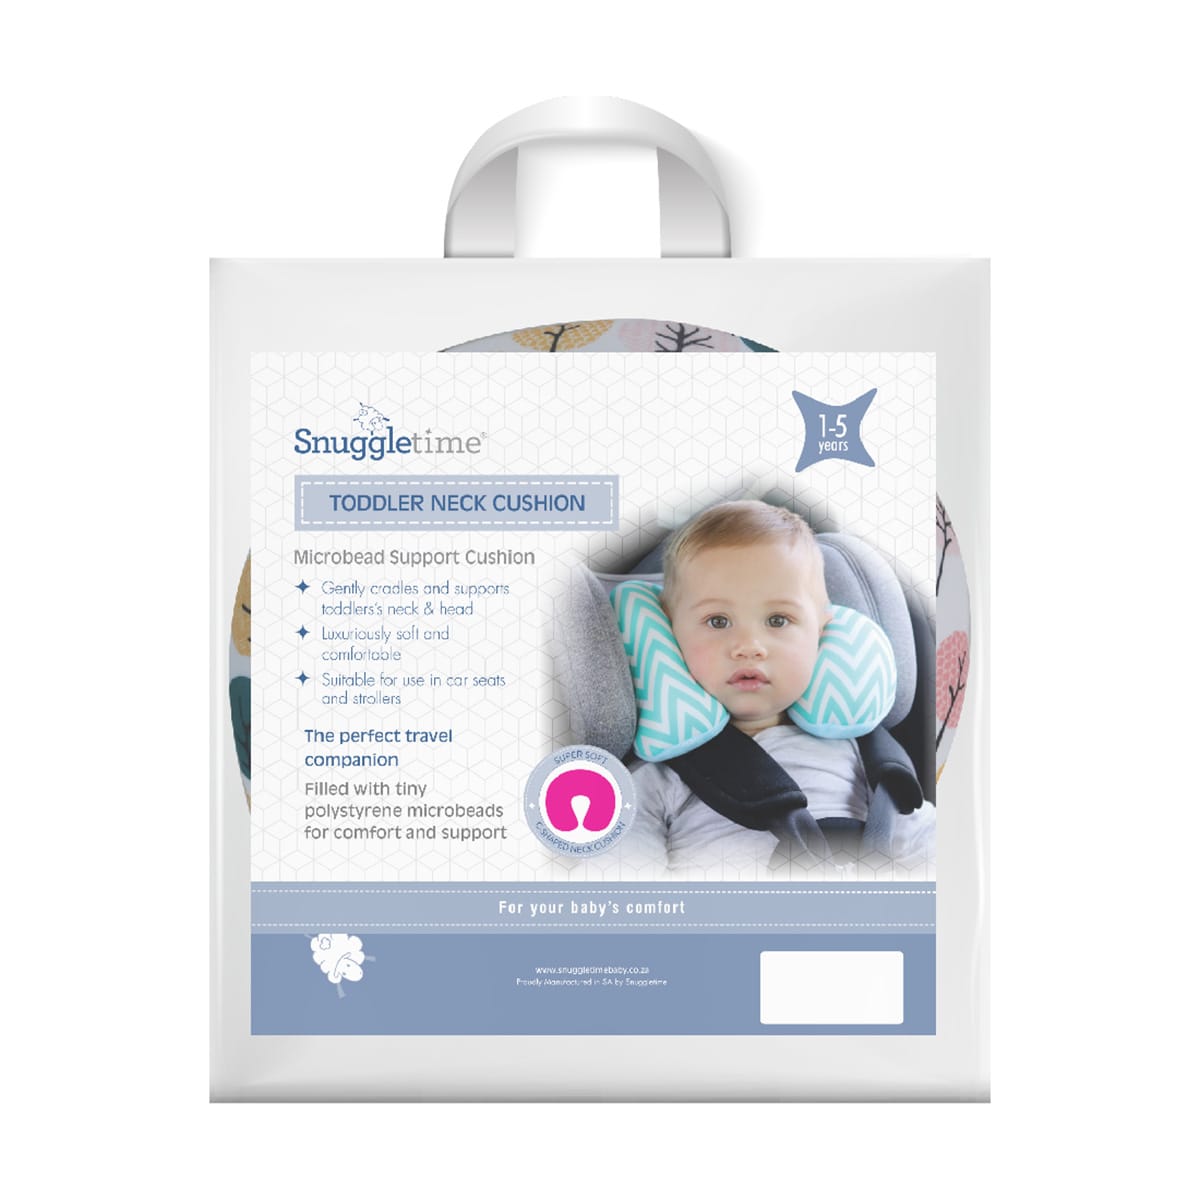 Snuggletime®
1-5
years
TODDLER NECK CUSHION
Microbead Support Cushion
Gently cradles and supports
toddlers's neck & head
Luxuriously soft and
comfortable
Suitable for use in car seats
and strollers
The perfect travel
companion
Filled with tiny
polystyrene microbeads
for comfort and support
SUPER SOFT
C-SHAPED NECK CUSHION
For your baby's comfort
www.snuggletimebaby.co.za
Proudly Manufactured in SA by Snuggletime